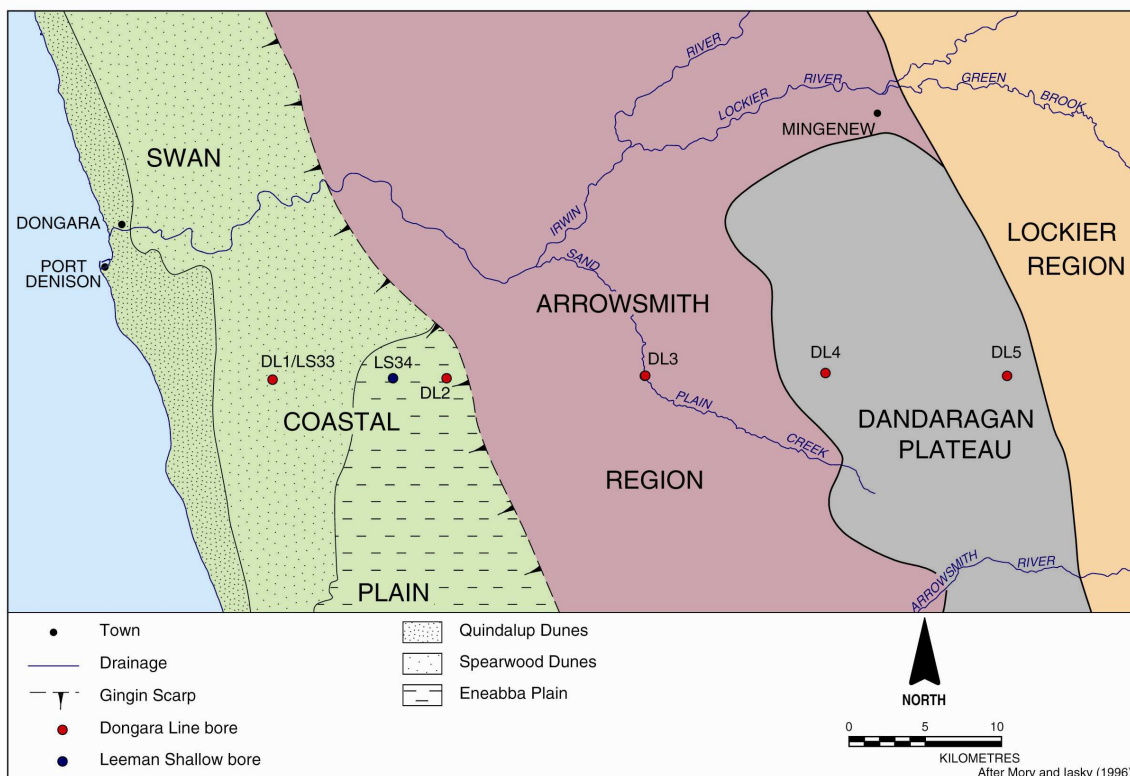 RIVER
RIVER
GREEN
BROOK
LOCKIER
MINGENEW
SWAN
DONGARA
IRWIN
LOCKIER
REGION
PORT
DENISON
SAND
ARROWSMITH
DL1/LS33
LS34
DL2
DL3
DL4
DL5
PLAIN
CREEK
COASTAL
DANDARAGAN
PLATEAU
REGION
ARROWSMITH
RIVER
PLAIN
Town
Drainage
Gingin Scarp
Dongara Line bore
Leeman Shallow bore
Quindalup Dunes
Spearwood Dunes
Eneabba Plain
NORTH
0 5 10
KILOMETRES
After Mory and Iasky (1996)